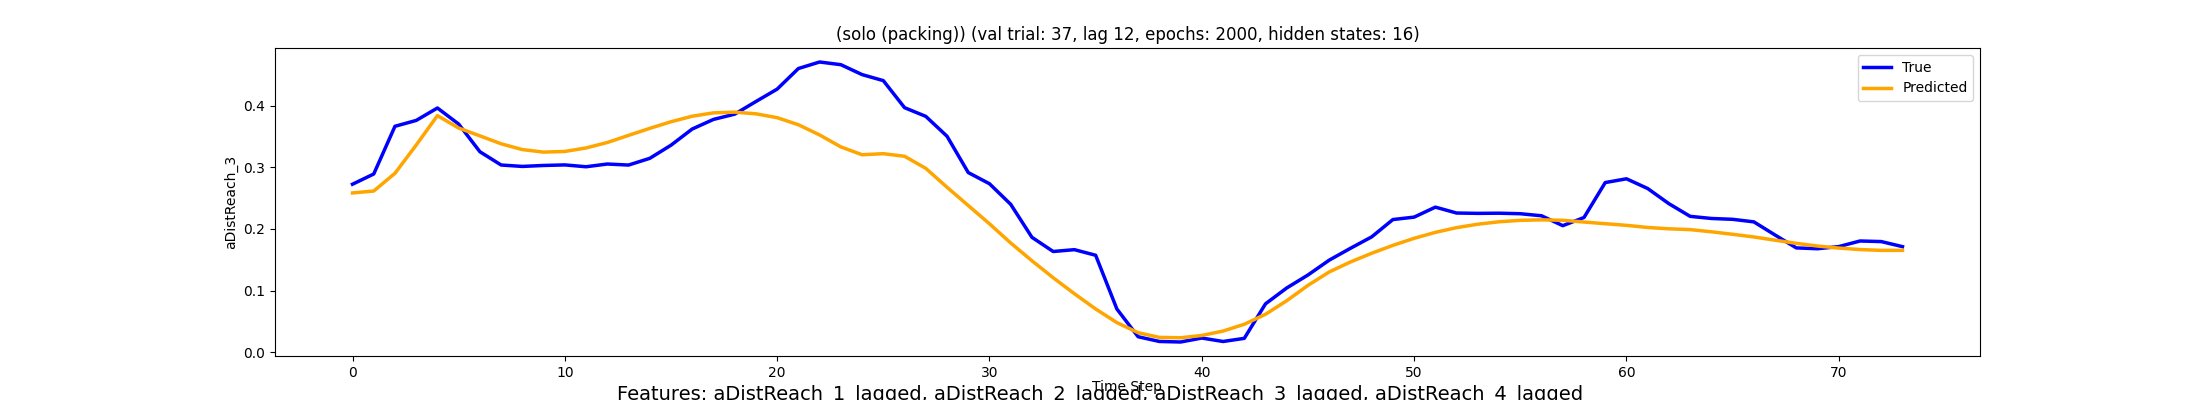 (solo (packing)) (val trial: 37, lag 12, epochs: 2000, hidden states: 16)
True
Predicted
aDistReach_3
0.4
0.3
0.2
0.1
0.0
0 10 20 30 40 50 60 70
Time Step
Features: aDistReach_1_lagged, aDistReach_2_lagged, aDistReach_3_lagged, aDistReach_4_lagged